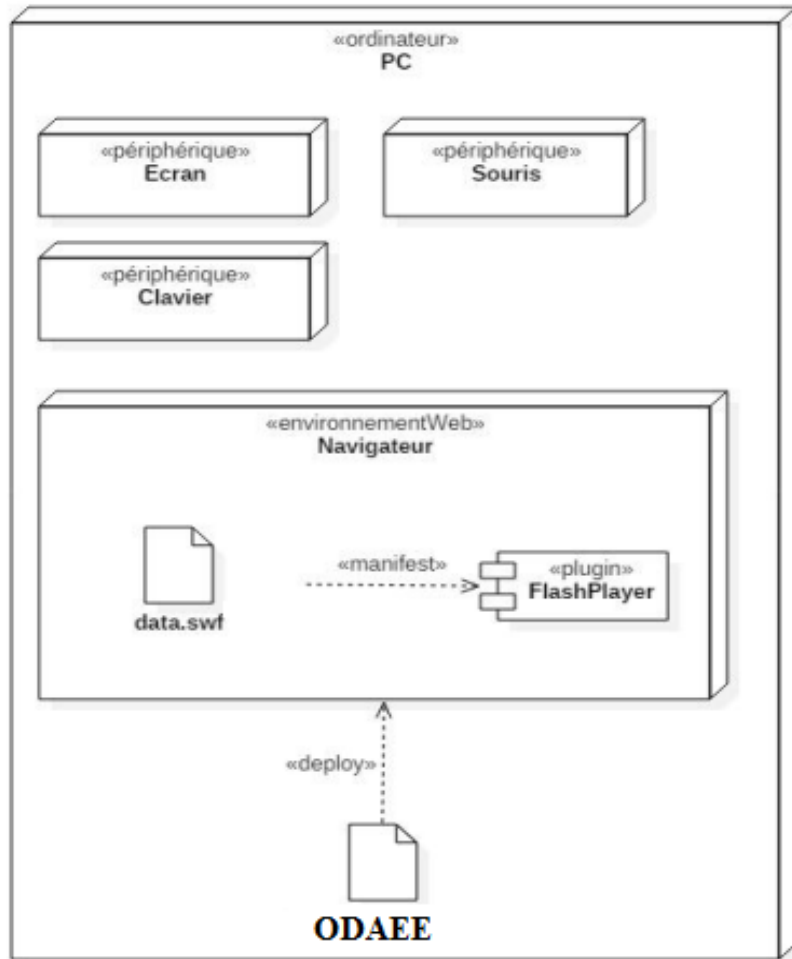 «ordinateur»
PC
«périphérique»
Ecran
«périphérique»
Souris
«périphérique»
Clavier
«environnementWeb»
Navigateur
«manifest»
«plugin»
FlashPlayer
data.swf
«deploy»
ODAEE